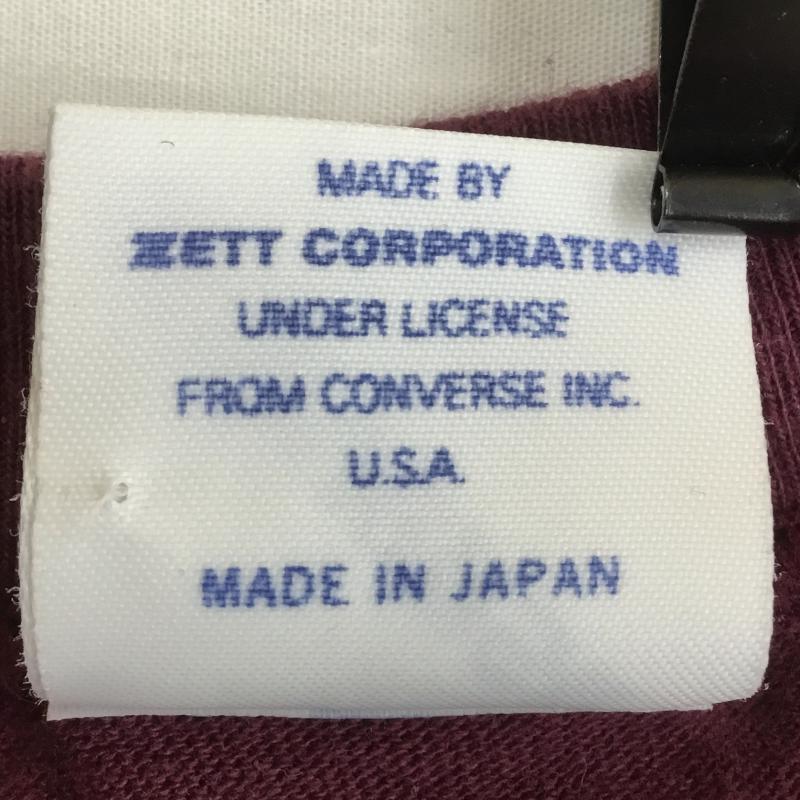 MADE BY
ZETT CORPORATION
UNDER LICENSE
FROM CONVERSE INC.
U.S.A.
MADE IN JAPAN